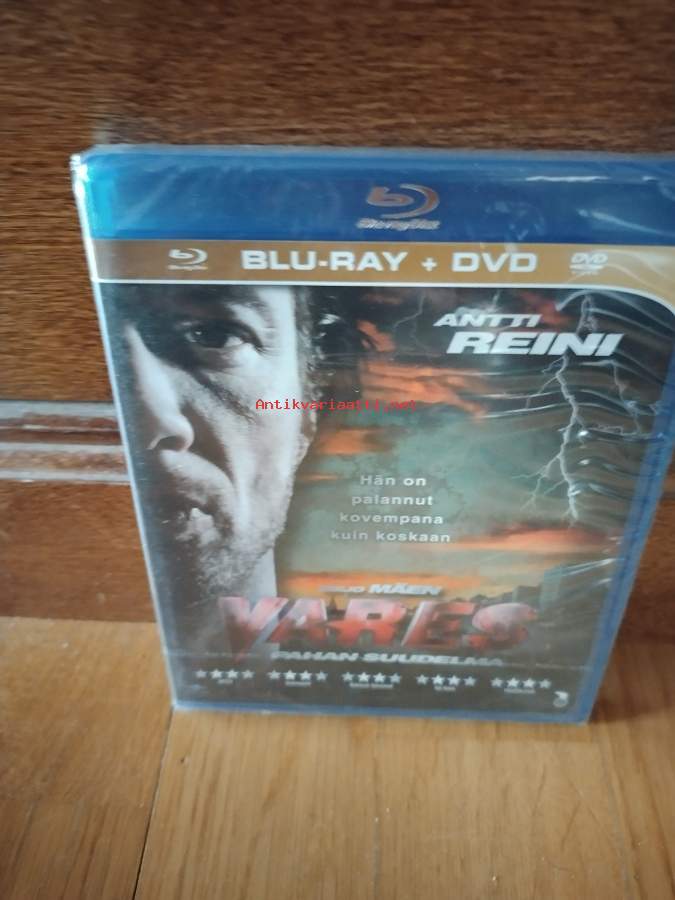 Blu-ray Disc
BLU-RAY + DVD
DVD
ANTTI
REINI
Antikvariaatti.net
Hän on
palannut
kovempana
kuin koskaan
MÄEN
VARES
PAHAN SUUDELMA